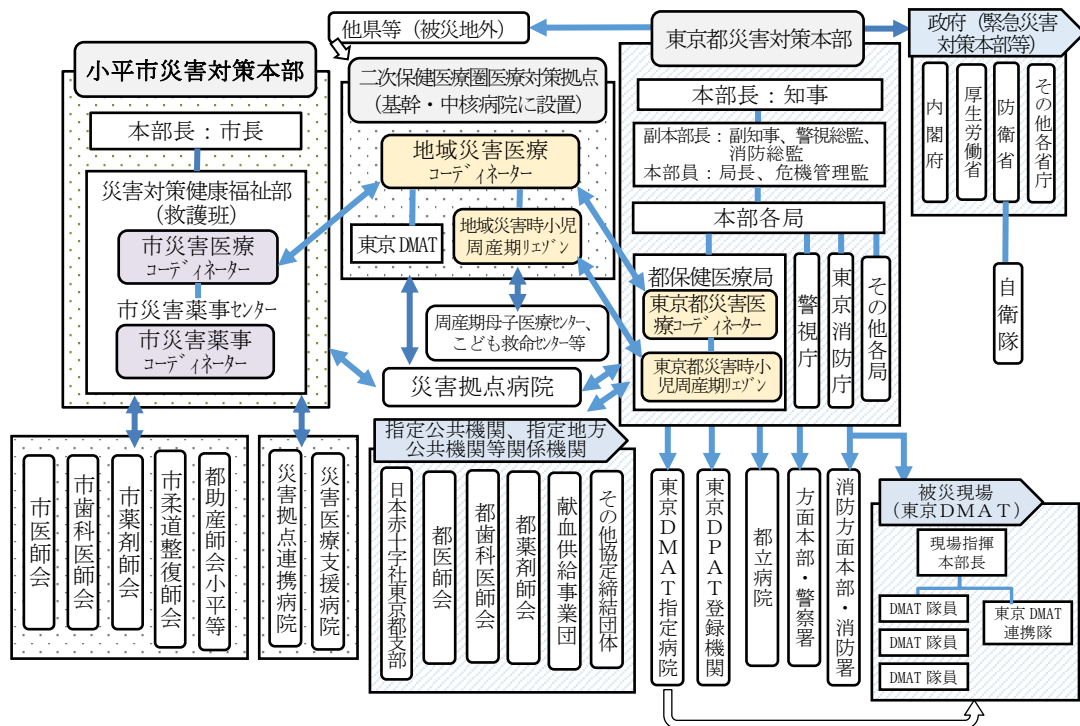 他県等（被災地外）
東京都災害対策本部
政府（緊急災害
対策本部等）
小平市災害対策本部
二次保健医療圏医療対策拠点
（基幹・中核病院に設置）
本部長：市長
災害対策健康福祉部
（救護班）
市災害医療
コーディネーター
市災害薬事センター
市災害薬事
コーディネーター
地域災害医療
コーディネーター
東京DMAT
地域災害時小児
周産期リエゾン
周産期母子医療センター、
こども救命センター等
災害拠点病院
本部長：知事
副本部長：副知事、警視総監、
消防総監
本部員：局長、危機管理監
本部各局
都保健医療局
東京都災害医
療コーディネーター
東京都災害時小
児周産期リエゾン
警視庁
東京消防庁
その他各局
内閣府
厚生労働省
防衛省
その他各省庁
自衛隊
市医師会
市歯科医師会
市薬剤師会
市柔道整復師会
都助産師会小平等
災害拠点連携病院
災害医療支援病院
指定公共機関、指定地方
公共機関等関係機関
日本赤十字社東京都支部
都医師会
都歯科医師会
都薬剤師会
献血供給事業団
その他協定締結団体
東京DMAT指定病院
東京DPAT登録機関
都立病院
方面本部・警察署
消防方面本部・消防署
被災現場
（東京DMAT）
現場指揮
本部長
DMAT 隊員
DMAT 隊員
DMAT 隊員
東京 DMAT
連携隊